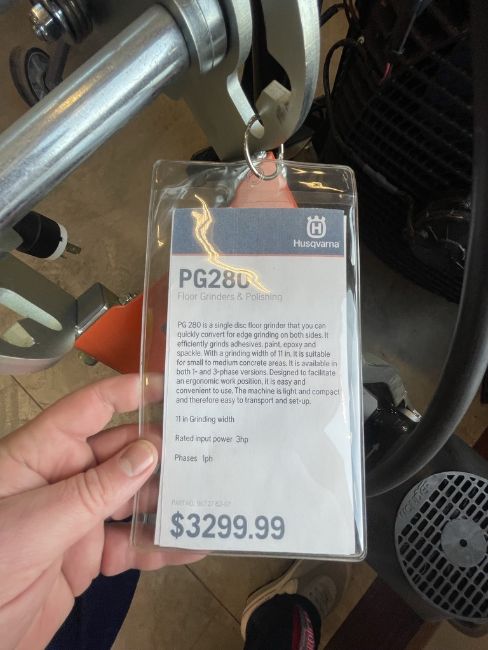 Husqvarna
PG280
Floor Grinders & Polishing
PG 280 is a single disc floor grinder that you can
quickly convert for edge grinding on both sides. It
efficiently grinds adhesives, paint, epoxy and
spackle. With a grinding width of 11 in. it is suitable
for small to medium concrete areas. It is available in
both 1- and 3-phase versions. Designed to facilitate
an ergonomic work position, it is easy and
convenient to use. The machine is light and compact
and therefore easy to transport and set-up.
11 in Grinding width
Rated input power 3hp
Phases 1ph
PART NO.
$3299.99